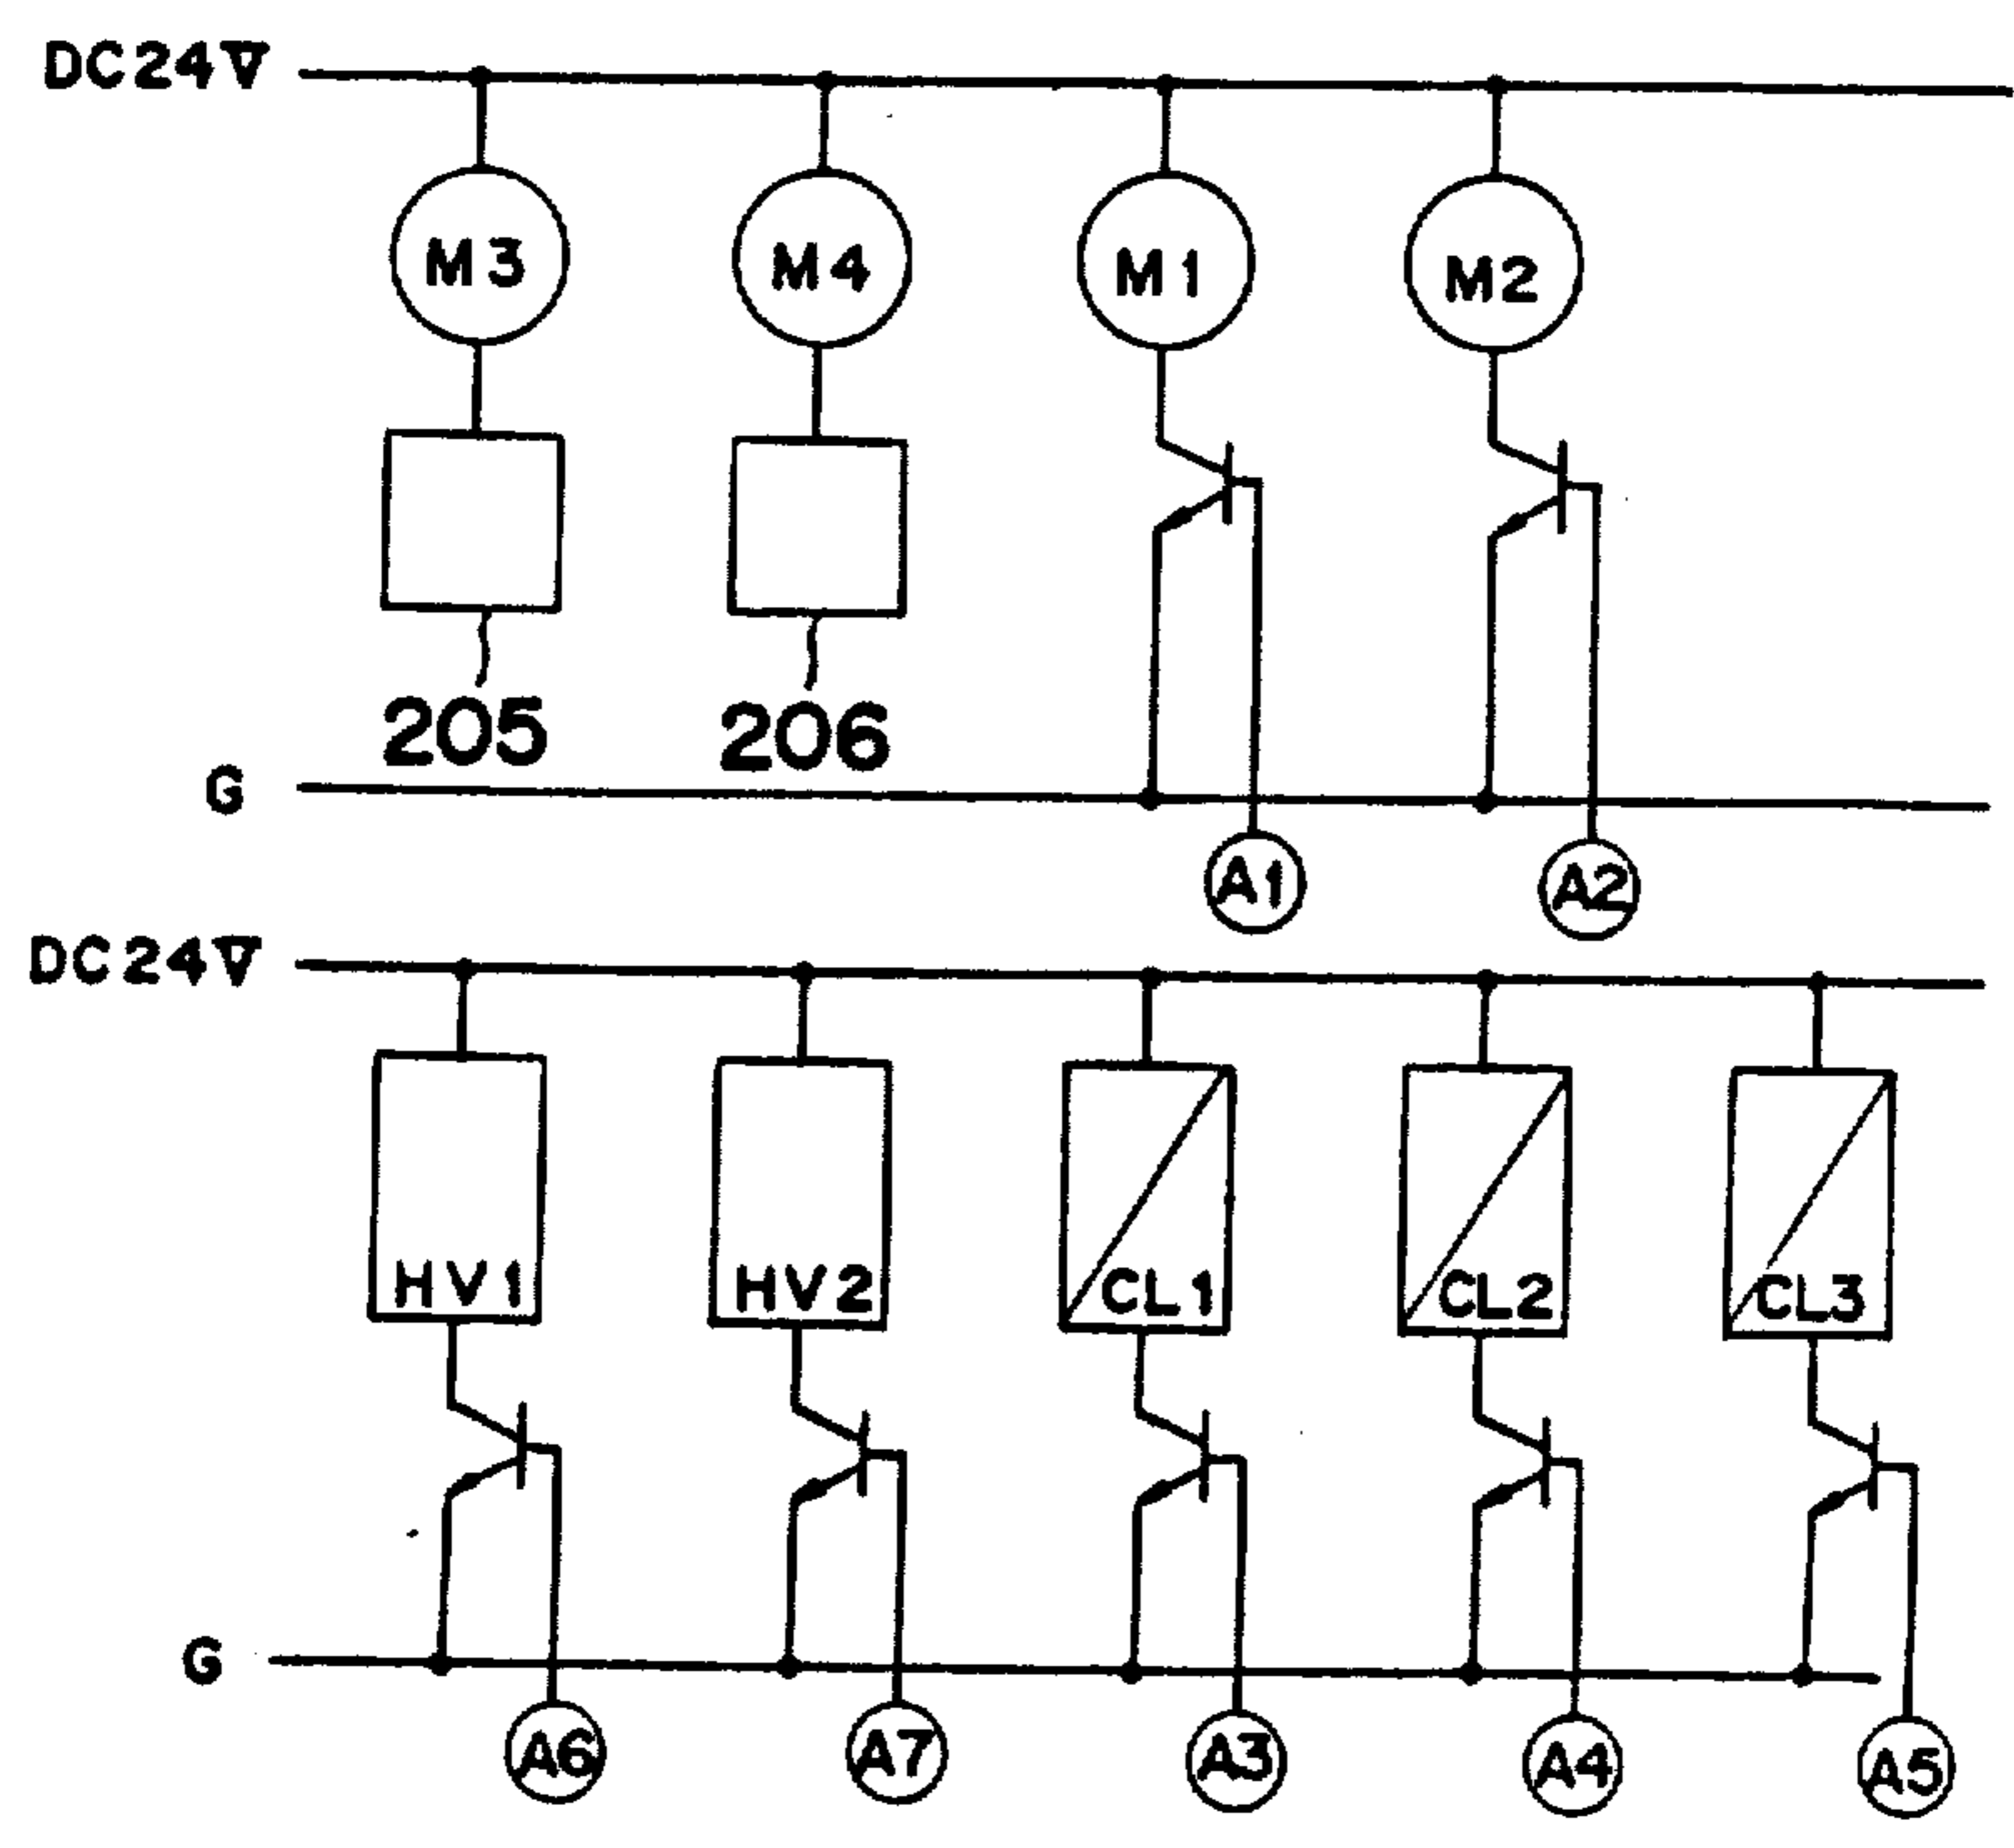 DC24V
M3 M4 M1 M2
205 206
G
A1 A2
DC24V
HV1 HV2 CL1 CL2 CL3
G
A6 A7 A3 A4 A5